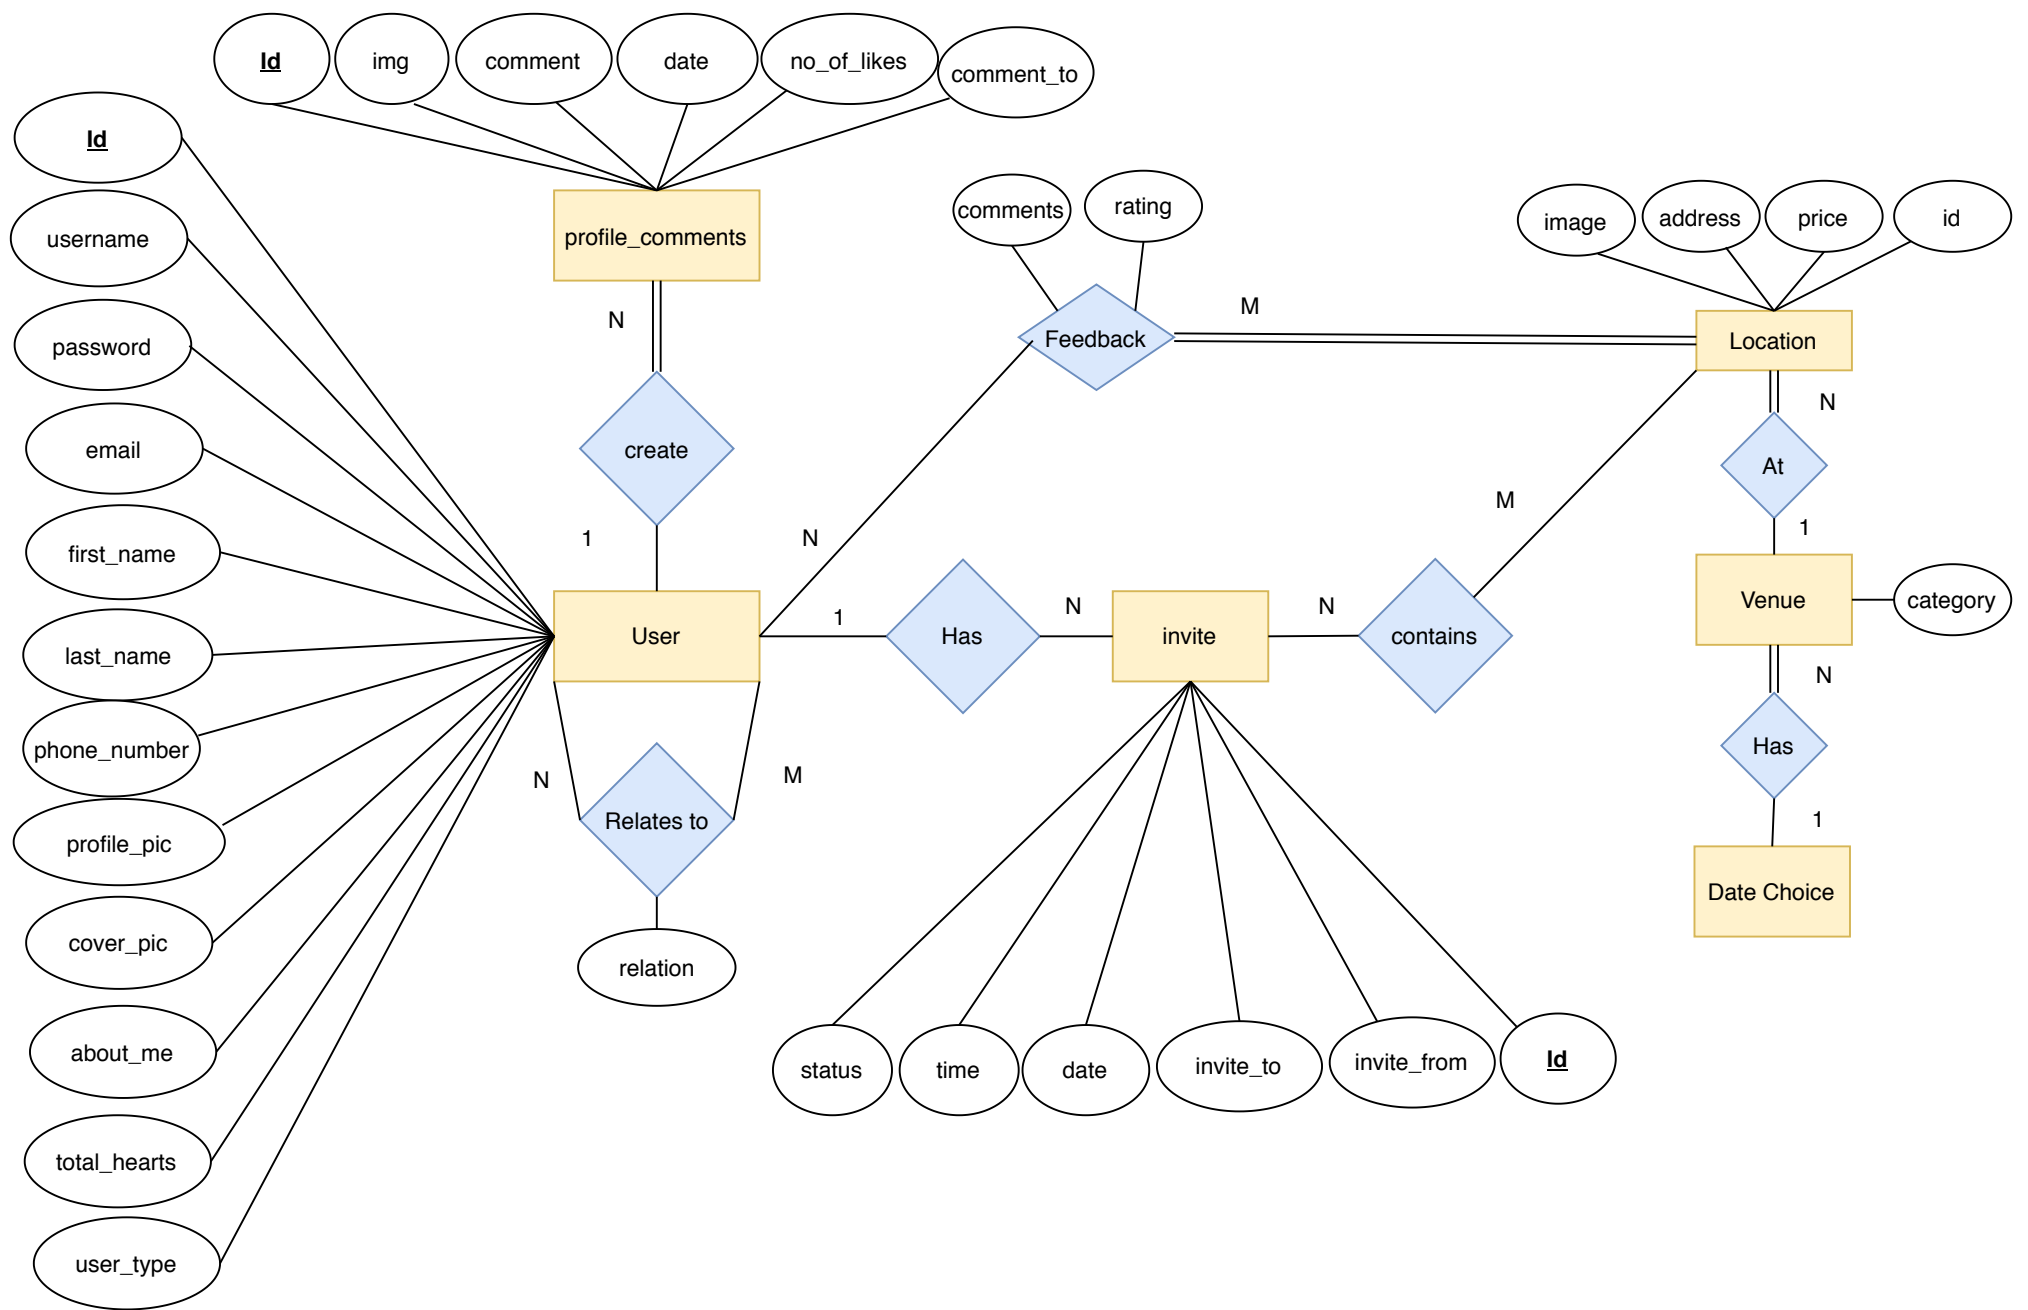 Id
img
comment
date
no_of_likes
comment_to
Id
username
password
email
first_name
last_name
phone_number
profile_pic
cover_pic
about_me
total_hearts
user_type
profile_comments
N
create
1
User
N
M
Relates to
relation
comments
rating
Feedback
M
N
1
Has
N
invite
N
contains
M
status
time
date
invite_to
invite_from
Id
image
address
price
id
Location
N
At
1
Venue
category
N
Has
1
Date Choice